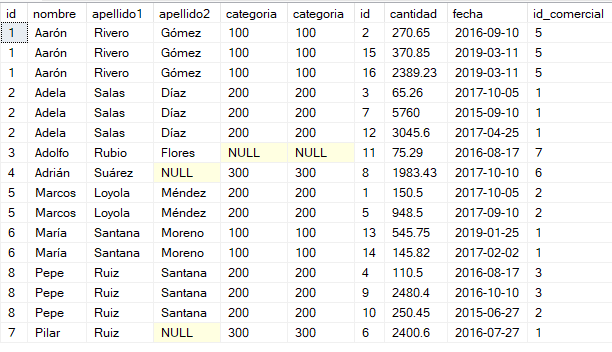 id nombre apellido1 apellido2 categoria categoria id cantidad fecha id_comercial
1 Aarón Rivero Gómez 100 100 2 270.65 2016-09-10 5
1 Aarón Rivero Gómez 100 100 15 370.85 2019-03-11 5
1 Aarón Rivero Gómez 100 100 16 2389.23 2019-03-11 5
2 Adela Salas Díaz 200 200 3 65.26 2017-10-05 1
2 Adela Salas Díaz 200 200 7 5760 2015-09-10 1
2 Adela Salas Díaz 200 200 12 3045.6 2017-04-25 1
3 Adolfo Rubio Flores NULL NULL 11 75.29 2016-08-17 7
4 Adrián Suárez NULL 300 300 8 1983.43 2017-10-10 6
5 Marcos Loyola Méndez 200 200 1 150.5 2017-10-05 2
5 Marcos Loyola Méndez 200 200 5 948.5 2017-09-10 2
6 María Santana Moreno 100 100 13 545.75 2019-01-25 1
6 María Santana Moreno 100 100 14 145.82 2017-02-02 1
8 Pepe Ruiz Santana 200 200 4 110.5 2016-08-17 3
8 Pepe Ruiz Santana 200 200 9 2480.4 2016-10-10 3
8 Pepe Ruiz Santana 200 200 10 250.45 2015-06-27 2
7 Pilar Ruiz NULL 300 300 6 2400.6 2016-07-27 1